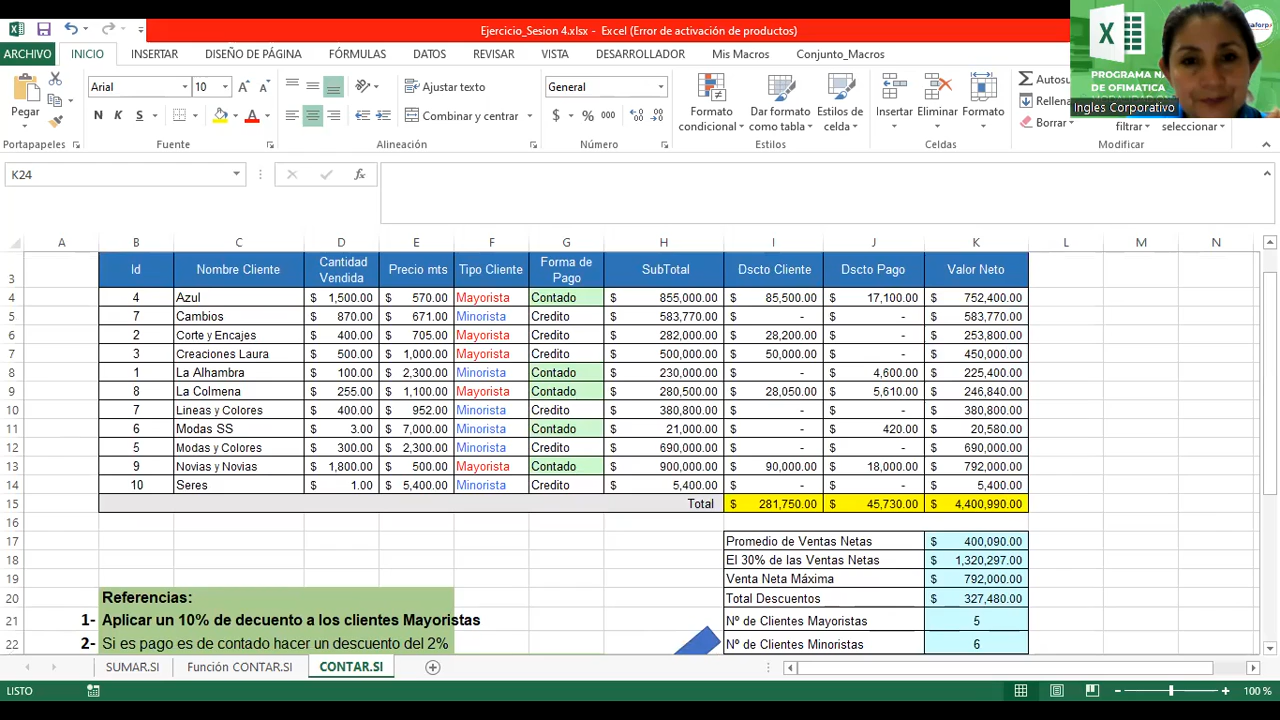 Ejercicio_Sesion 4.xlsx - Excel (Error de activación de productos)
ARCHIVO INICIO INSERTAR DISEÑO DE PÁGINA FÓRMULAS DATOS REVISAR VISTA DESARROLLADOR Mis Macros Conjunto_Macros
PROGRAMA NA
DE OFIMATICA
Ingles Corporativo
Pegar
Arial 10
N K S
Ajustar texto
Combinar y centrar
General
$ % 000
Formato condicional
Dar formato como tabla
Estilos de celda
Insertar
Eliminar
Formato
Autosu
Rellena
Borrar
filtrar
seleccionar
Portapapeles Fuente Alineación Número Estilos Celdas Modificar
K24
A B C D E F G H I J K L M N
3 Id Nombre Cliente Cantidad Vendida Precio mts Tipo Cliente Forma de Pago SubTotal Dscto Cliente Dscto Pago Valor Neto
4 4 Azul $ 1,500.00 $ 570.00 Mayorista Contado $ 855,000.00 $ 85,500.00 $ 17,100.00 $ 752,400.00
5 7 Cambios $ 870.00 $ 671.00 Minorista Credito $ 583,770.00 $ - $ - $ 583,770.00
6 2 Corte y Encajes $ 400.00 $ 705.00 Mayorista Credito $ 282,000.00 $ 28,200.00 $ - $ 253,800.00
7 3 Creaciones Laura $ 500.00 $ 1,000.00 Mayorista Credito $ 500,000.00 $ 50,000.00 $ - $ 450,000.00
8 1 La Alhambra $ 100.00 $ 2,300.00 Minorista Contado $ 230,000.00 $ - $ 4,600.00 $ 225,400.00
9 8 La Colmena $ 255.00 $ 1,100.00 Mayorista Contado $ 280,500.00 $ 28,050.00 $ 5,610.00 $ 246,840.00
10 7 Lineas y Colores $ 400.00 $ 952.00 Minorista Credito $ 380,800.00 $ - $ - $ 380,800.00
11 6 Modas SS $ 3.00 $ 7,000.00 Minorista Contado $ 21,000.00 $ - $ 420.00 $ 20,580.00
12 5 Modas y Colores $ 300.00 $ 2,300.00 Minorista Credito $ 690,000.00 $ - $ - $ 690,000.00
13 9 Novias y Novias $ 1,800.00 $ 500.00 Mayorista Contado $ 900,000.00 $ 90,000.00 $ 18,000.00 $ 792,000.00
14 10 Seres $ 1.00 $ 5,400.00 Minorista Credito $ 5,400.00 $ - $ - $ 5,400.00
15 Total $ 281,750.00 $ 45,730.00 $ 4,400,990.00
16
17 Promedio de Ventas Netas $ 400,090.00
18 El 30% de las Ventas Netas $ 1,320,297.00
19 Venta Neta Máxima $ 792,000.00
20 Referencias: Total Descuentos $ 327,480.00
21 1- Aplicar un 10% de decuento a los clientes Mayoristas Nº de Clientes Mayoristas 5
22 2- Si es pago es de contado hacer un descuento del 2% Nº de Clientes Minoristas 6
SUMAR.SI Función CONTAR.SI CONTAR.SI
LISTO 100 %